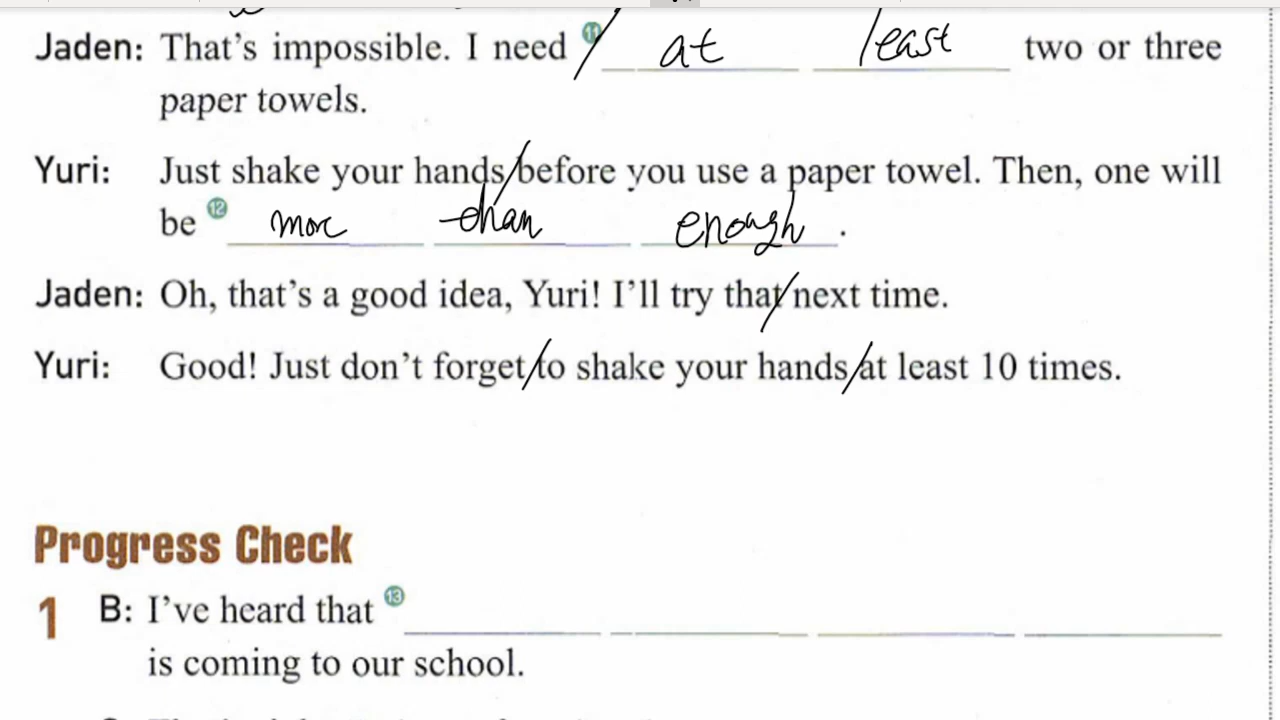 Jaden: That's impossible. I need ⑪ at least two or three
paper towels.
Yuri: Just shake your hands/before you use a paper towel. Then, one will
be ⑫ more than enough.
Jaden: Oh, that's a good idea, Yuri! I'll try that/next time.
Yuri: Good! Just don't forget/to shake your hands/at least 10 times.
Progress Check
1 B: I've heard that ⑬
is coming to our school.